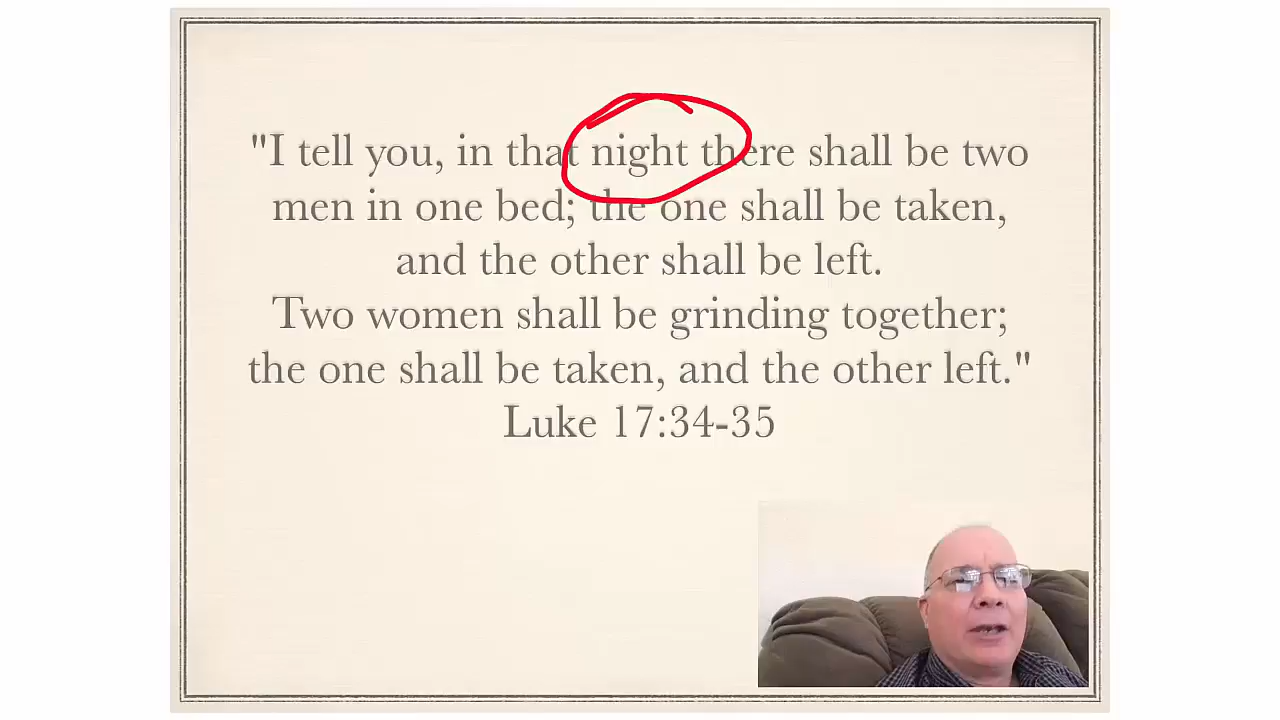 "I tell you, in that night there shall be two
men in one bed; the one shall be taken,
and the other shall be left.
Two women shall be grinding together;
the one shall be taken, and the other left."
Luke 17:34-35